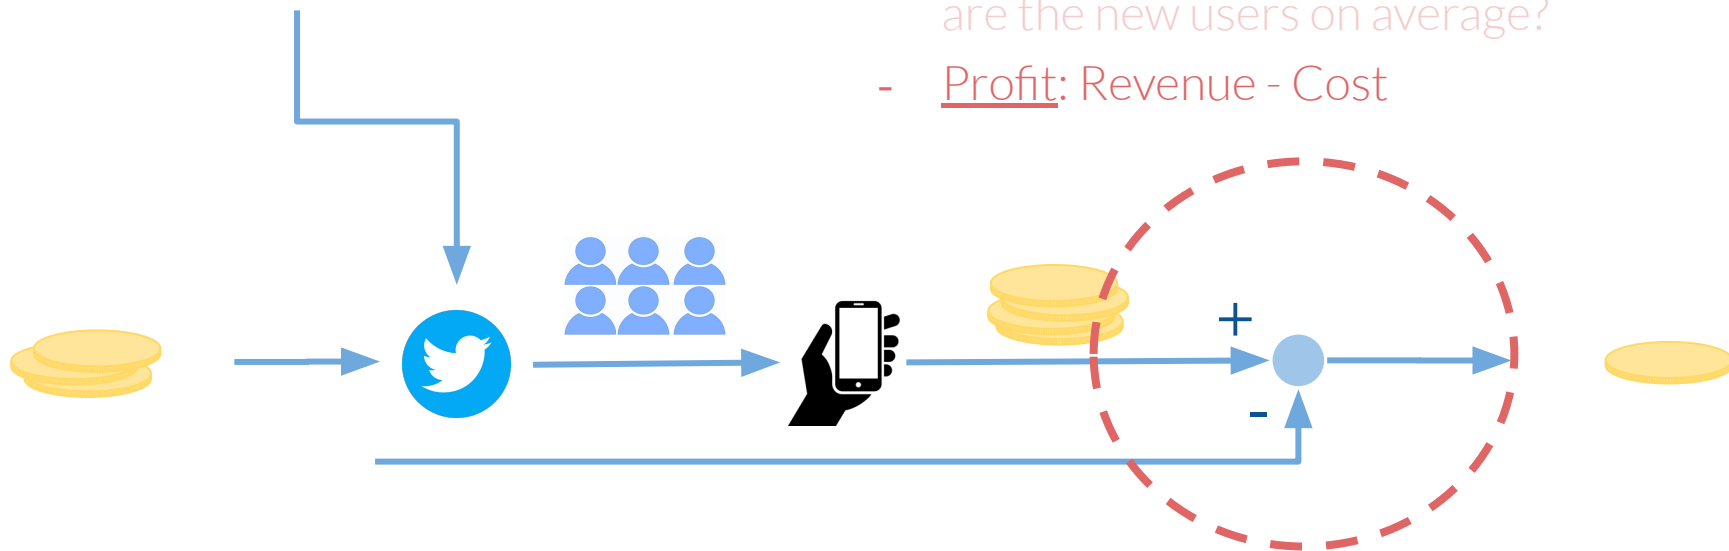 are the new users on average?
- Profit: Revenue - Cost
+
-